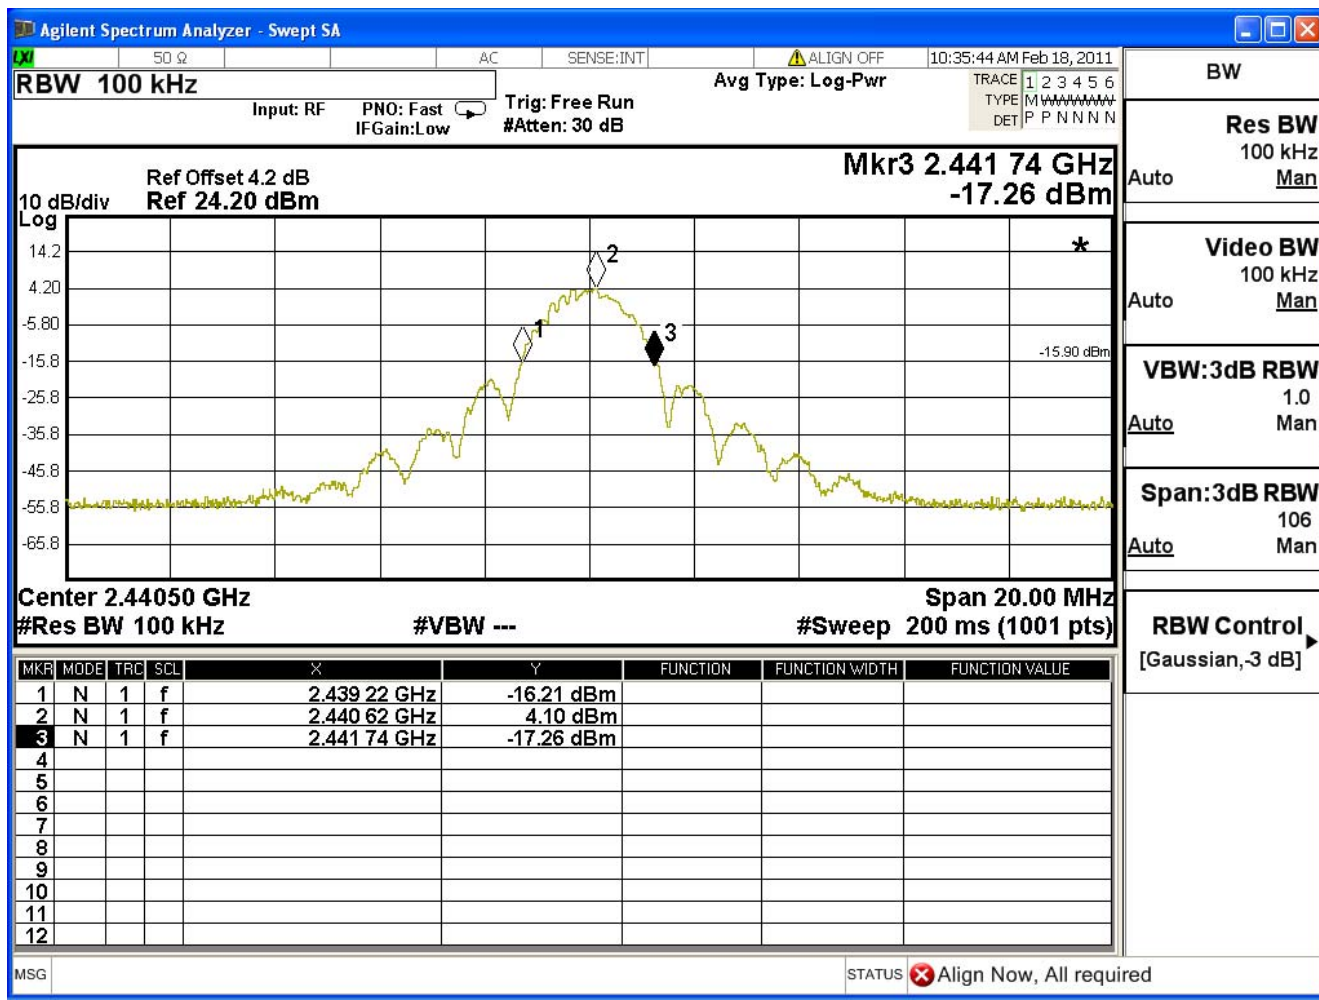 Agilent Spectrum Analyzer - Swept SA
LXI 50 Ω AC SENSE:INT ALIGN OFF 10:35:44 AM Feb 18, 2011
RBW 100 kHz
Input: RF PNO: Fast Trig: Free Run Avg Type: Log-Pwr TRACE 1 2 3 4 5 6
IFGain:Low #Atten: 30 dB TYPE M W W W W W
DET P P N N N N
Mkr3 2.441 74 GHz
-17.26 dBm
Ref Offset 4.2 dB
10 dB/div Ref 24.20 dBm
Log
14.2
4.20
-5.80
-15.8
-25.8
-35.8
-45.8
-55.8
-65.8
1
2
3
*
-15.90 dBm
Center 2.44050 GHz Span 20.00 MHz
#Res BW 100 kHz #VBW --- #Sweep 200 ms (1001 pts)
MKR MODE TRC SCL X Y FUNCTION FUNCTION WIDTH FUNCTION VALUE
1 N 1 f 2.439 22 GHz -16.21 dBm
2 N 1 f 2.440 62 GHz 4.10 dBm
3 N 1 f 2.441 74 GHz -17.26 dBm
4
5
6
7
8
9
10
11
12
MSG STATUS Align Now, All required
BW
Res BW
100 kHz
Auto Man
Video BW
100 kHz
Auto Man
VBW:3dB RBW
1.0
Auto Man
Span:3dB RBW
106
Auto Man
RBW Control
[Gaussian,-3 dB]